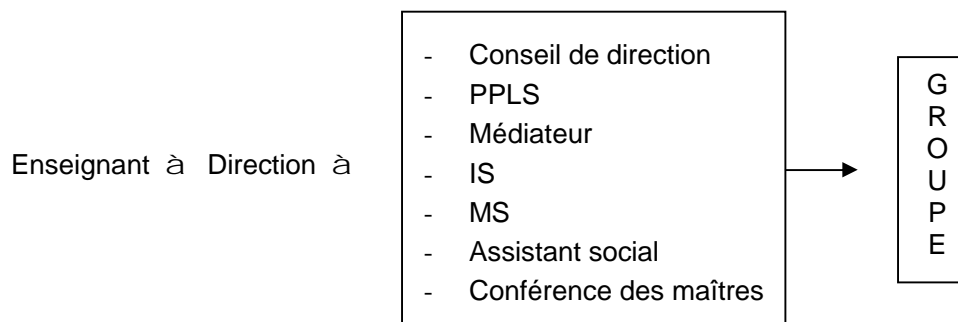 - Conseil de direction
- PPLS
- Médiateur
Enseignant à Direction à
- IS
- MS
- Assistant social
- Conférence des maîtres
G
R
O
U
P
E